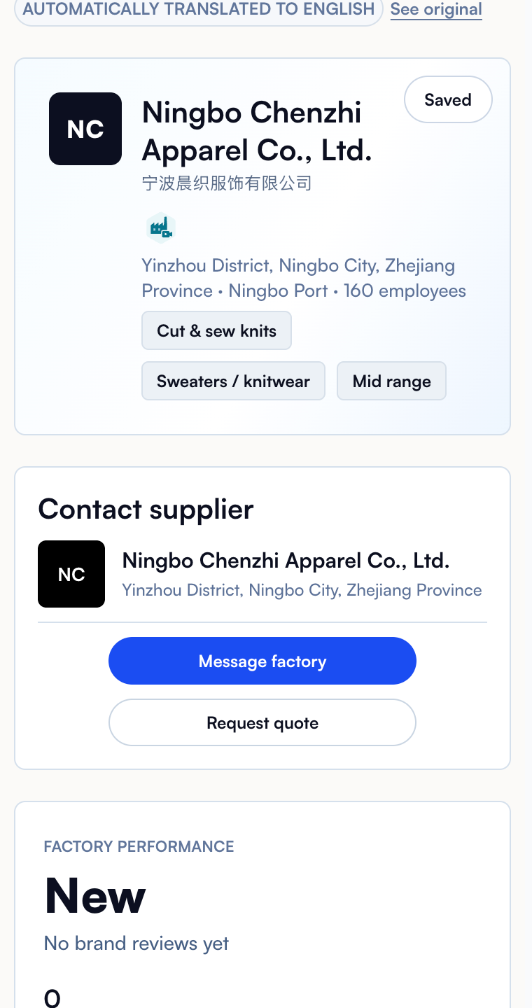 AUTOMATICALLY TRANSLATED TO ENGLISH See original
NC
Ningbo Chenzhi
Apparel Co., Ltd.
Saved
宁波晨织服饰有限公司
Yinzhou District, Ningbo City, Zhejiang
Province · Ningbo Port · 160 employees
Cut & sew knits
Sweaters / knitwear Mid range
Contact supplier
NC
Ningbo Chenzhi Apparel Co., Ltd.
Yinzhou District, Ningbo City, Zhejiang Province
Message factory
Request quote
FACTORY PERFORMANCE
New
No brand reviews yet
0